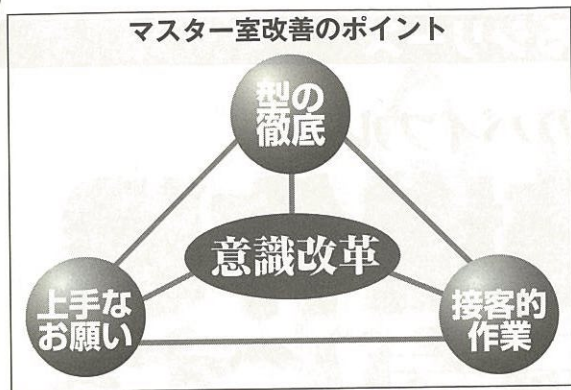 マスター室改善のポイント
型の
徹底
意識改革
上手な
お願い
接客的
作業